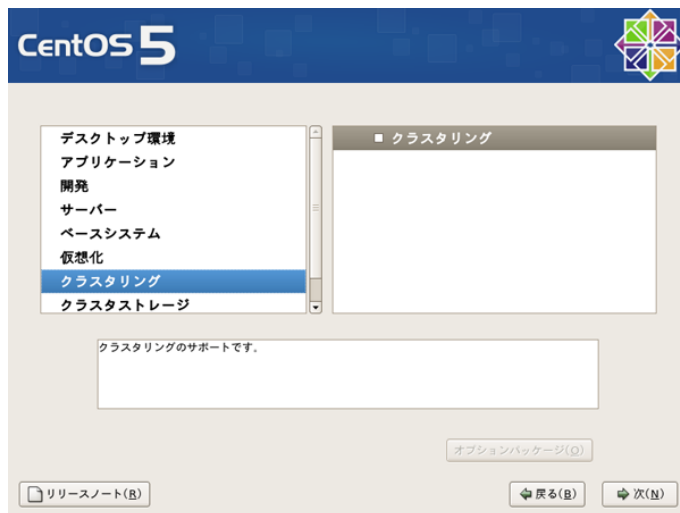 CentOS 5
デスクトップ環境
アプリケーション
開発
サーバー
ベースシステム
仮想化
クラスタリング
クラスタストレージ
クラスタリング
クラスタリングのサポートです。
オプションパッケージ(O)
リリースノート(R)
戻る(B)
次(N)